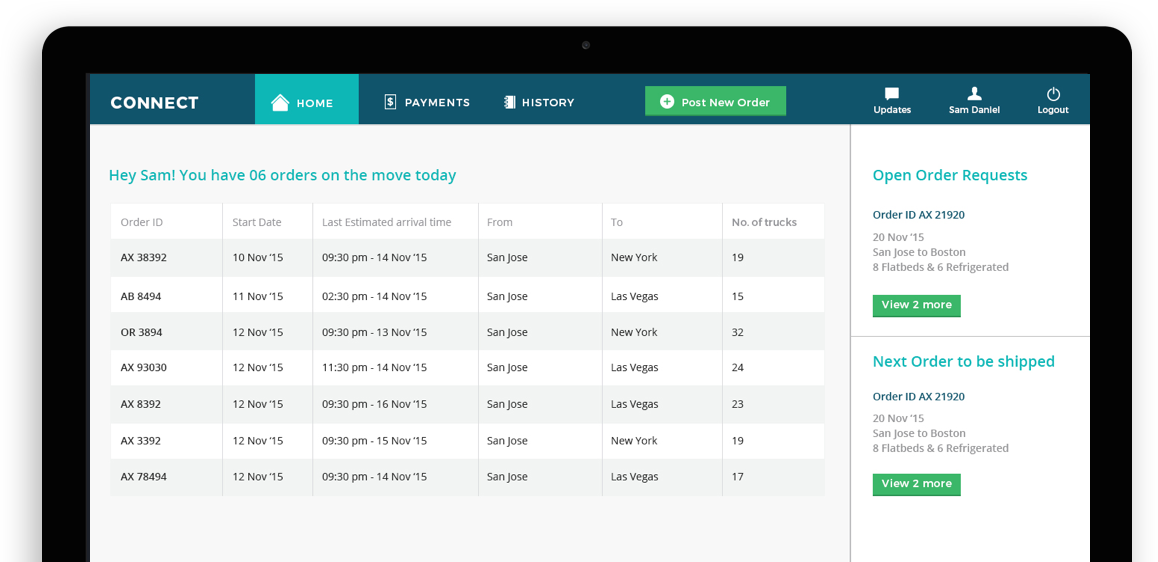 CONNECT HOME PAYMENTS HISTORY Post New Order Updates Sam Daniel Logout
Hey Sam! You have 06 orders on the move today
Order ID Start Date Last Estimated arrival time From To No. of trucks
AX 38392 10 Nov ‘15 09:30 pm - 14 Nov ‘15 San Jose New York 19
AB 8494 11 Nov ‘15 02:30 pm - 14 Nov ‘15 San Jose Las Vegas 15
OR 3894 12 Nov ‘15 09:30 pm - 13 Nov ‘15 San Jose New York 32
AX 93030 12 Nov ‘15 11:30 pm - 14 Nov ‘15 San Jose Las Vegas 24
AX 8392 12 Nov ‘15 09:30 pm - 16 Nov ‘15 San Jose Las Vegas 23
AX 3392 12 Nov ‘15 09:30 pm - 15 Nov ‘15 San Jose New York 19
AX 78494 12 Nov ‘15 09:30 pm - 14 Nov ‘15 San Jose Las Vegas 17
Open Order Requests
Order ID AX 21920
20 Nov ‘15
San Jose to Boston
8 Flatbeds & 6 Refrigerated
View 2 more
Next Order to be shipped
Order ID AX 21920
20 Nov ‘15
San Jose to Boston
8 Flatbeds & 6 Refrigerated
View 2 more